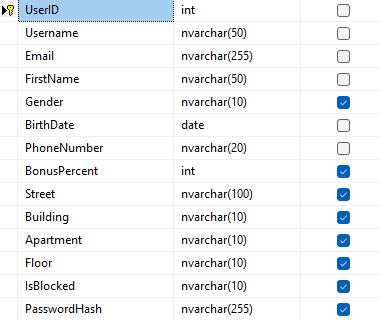 UserID int
Username nvarchar(50)
Email nvarchar(255)
FirstName nvarchar(50)
Gender nvarchar(10)
BirthDate date
PhoneNumber nvarchar(20)
BonusPercent int
Street nvarchar(100)
Building nvarchar(10)
Apartment nvarchar(10)
Floor nvarchar(10)
IsBlocked nvarchar(10)
PasswordHash nvarchar(255)